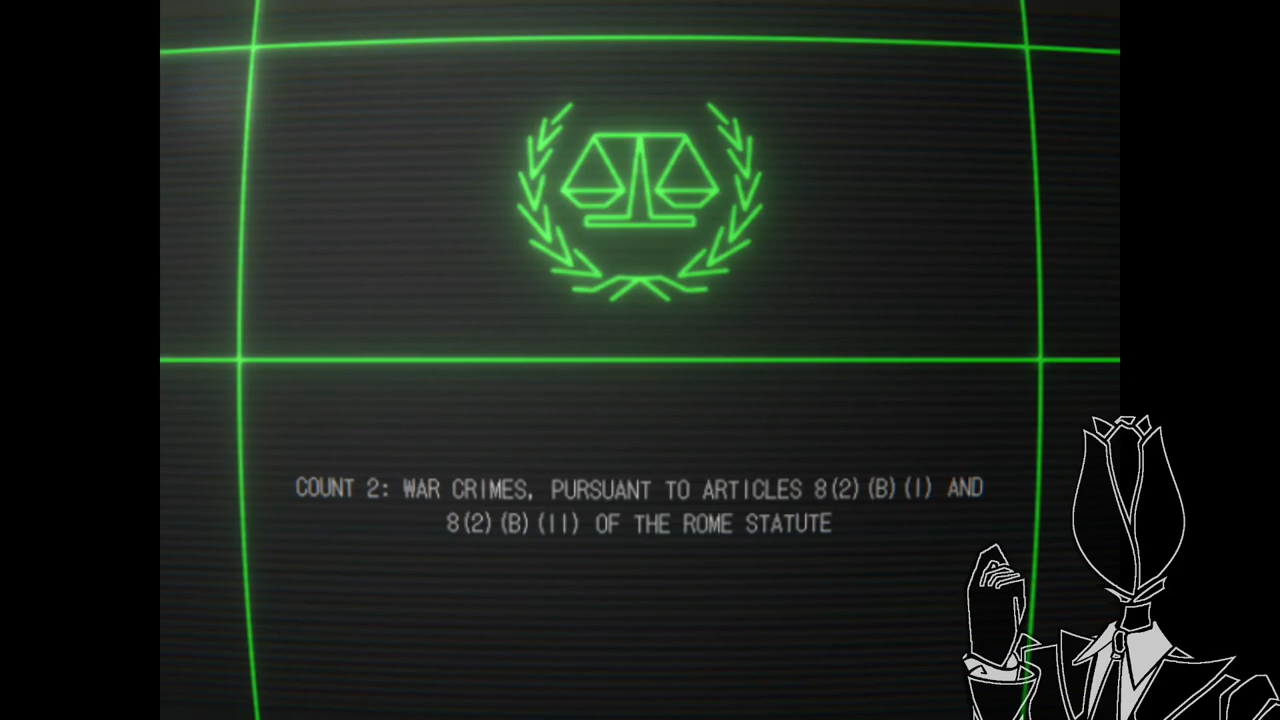 COUNT 2: WAR CRIMES, PURSUANT TO ARTICLES 8(2)(B)(I) AND
8(2)(B)(II) OF THE ROME STATUTE